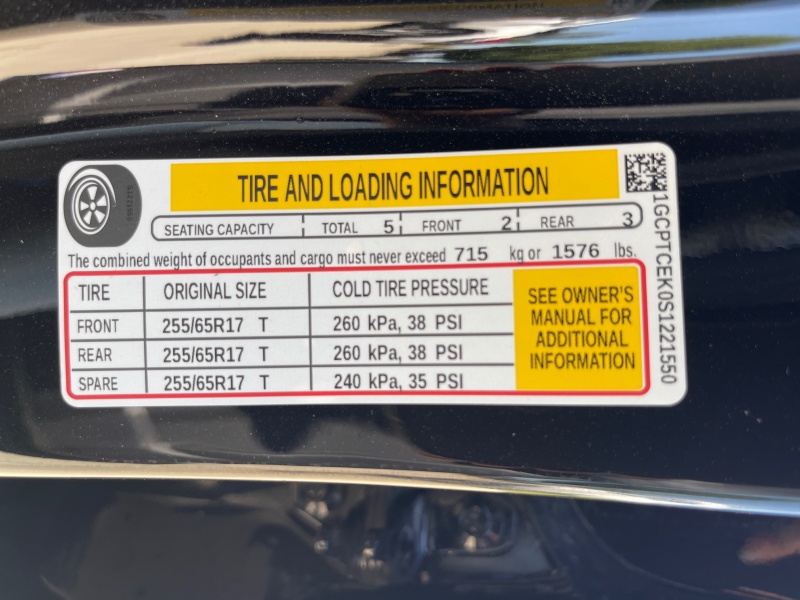 TIRE AND LOADING INFORMATION
SEATING CAPACITY TOTAL 5 FRONT 2 REAR 3
The combined weight of occupants and cargo must never exceed 715 kg or 1576 lbs.
TIRE ORIGINAL SIZE COLD TIRE PRESSURE
FRONT 255/65R17 T 260 kPa, 38 PSI
REAR 255/65R17 T 260 kPa, 38 PSI
SPARE 255/65R17 T 240 kPa, 35 PSI
SEE OWNER'S
MANUAL FOR
ADDITIONAL
INFORMATION
1GCPTCEK0S1221550